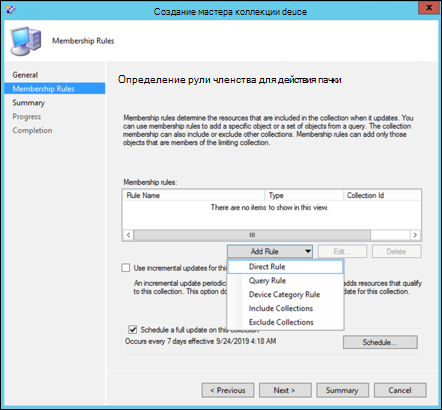 Создание мастера коллекции deuce
Membership Rules
General
Membership Rules
Summary
Progress
Completion
Определение рули членства для действия пачки
Membership rules determine the resources that are included in the collection when it updates. You
can use membership rules to add a specific object or a set of objects from a query. The collection
membership can also include or exclude other collections. Membership rules can add only those
objects that are members of the limiting collection.
Membership rules:
Rule Name Type Collection Id
There are no items to show in this view.
Add Rule Edit... Delete
Direct Rule
Query Rule
Device Category Rule
Include Collections
Exclude Collections
Use incremental updates for this
An incremental update periodic adds resources that qualify
to this collection. This option do date for this collection.
Schedule a full update on this collection
Occurs every 7 days effective 9/24/2019 4:18 AM
Schedule...
< Previous Next > Summary Cancel